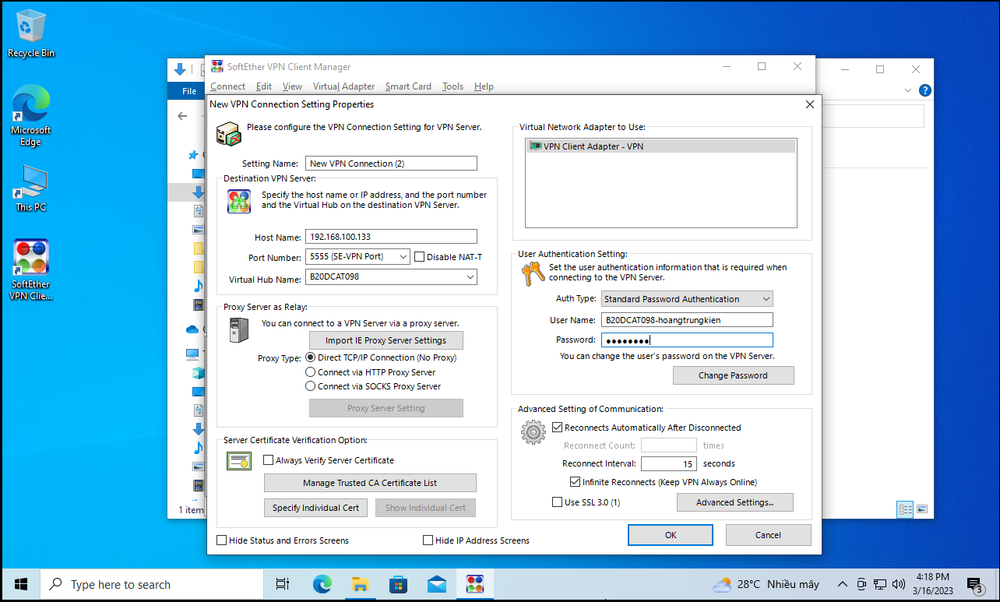 Recycle Bin
Microsoft
Edge
This PC
SoftEther
VPN Clie...
File
1 item
SoftEther VPN Client Manager
Connect Edit View Virtual Adapter Smart Card Tools Help
New VPN Connection Setting Properties
Please configure the VPN Connection Setting for VPN Server.
Setting Name: New VPN Connection (2)
Destination VPN Server:
Specify the host name or IP address, and the port number
and the Virtual Hub on the destination VPN Server.
Host Name: 192.168.100.133
Port Number: 5555 (SE-VPN Port) Disable NAT-T
Virtual Hub Name: B20DCAT098
Proxy Server as Relay:
You can connect to a VPN Server via a proxy server.
Import IE Proxy Server Settings
Proxy Type: Direct TCP/IP Connection (No Proxy)
Connect via HTTP Proxy Server
Connect via SOCKS Proxy Server
Proxy Server Setting
Server Certificate Verification Option:
Always Verify Server Certificate
Manage Trusted CA Certificate List
Specify Individual Cert Show Individual Cert
Hide Status and Errors Screens Hide IP Address Screens
Virtual Network Adapter to Use:
VPN Client Adapter - VPN
User Authentication Setting:
Set the user authentication information that is required when
connecting to the VPN Server.
Auth Type: Standard Password Authentication
User Name: B20DCAT098-hoangtrungkien
Password: ●●●●●●●●
You can change the user's password on the VPN Server.
Change Password
Advanced Setting of Communication:
Reconnects Automatically After Disconnected
Reconnect Count: times
Reconnect Interval: 15 seconds
Infinite Reconnects (Keep VPN Always Online)
Use SSL 3.0 (1) Advanced Settings...
OK Cancel
Type here to search
28°C Nhiều mây
4:18 PM
3/16/2023
3